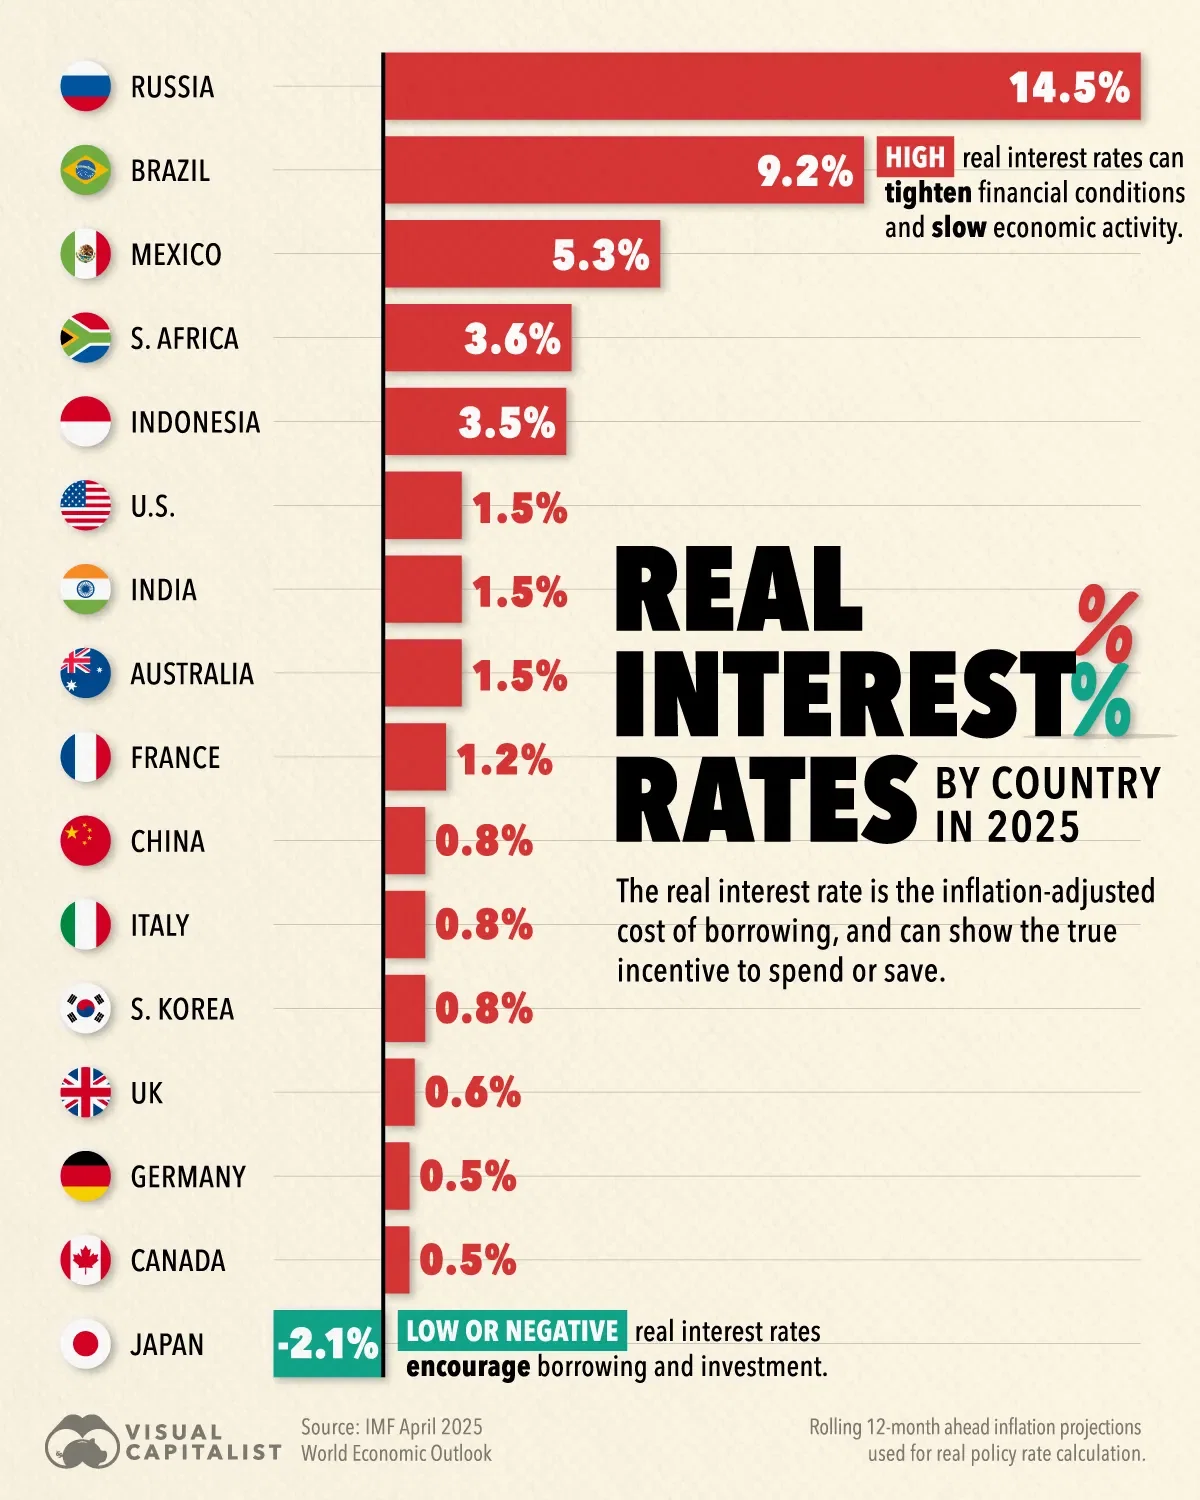 RUSSIA
14.5%
BRAZIL
9.2%
HIGH real interest rates can
tighten financial conditions
and slow economic activity.
MEXICO
5.3%
S. AFRICA
3.6%
INDONESIA
3.5%
U.S.
1.5%
INDIA
1.5%
AUSTRALIA
1.5%
FRANCE
1.2%
CHINA
0.8%
ITALY
0.8%
S. KOREA
0.8%
UK
0.6%
GERMANY
0.5%
CANADA
0.5%
JAPAN
-2.1%
REAL
INTEREST
%
%
RATES BY COUNTRY
IN 2025
The real interest rate is the inflation-adjusted
cost of borrowing, and can show the true
incentive to spend or save.
LOW OR NEGATIVE real interest rates
encourage borrowing and investment.
VISUAL
CAPITALIST
Source: IMF April 2025
World Economic Outlook
Rolling 12-month ahead inflation projections
used for real policy rate calculation.